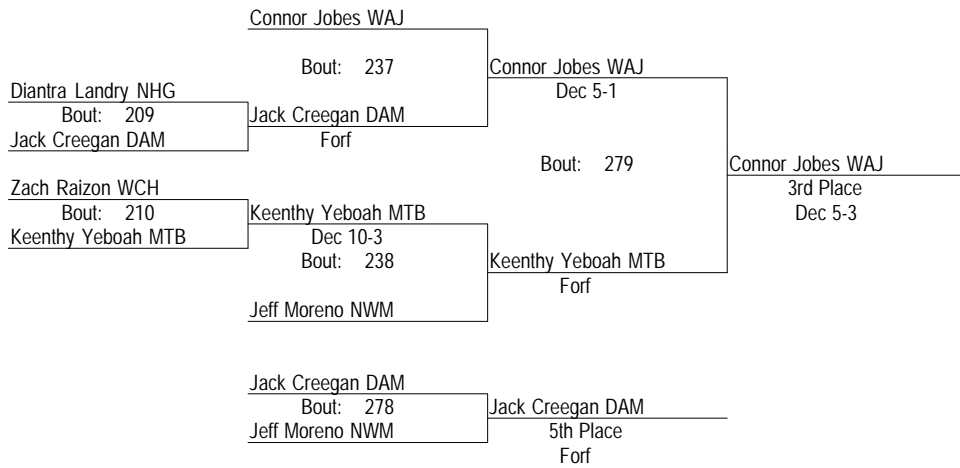 Connor Jobes WAJ
Bout: 237
Connor Jobes WAJ
Diantra Landry NHG
Dec 5-1
Bout: 209
Jack Creegan DAM
Jack Creegan DAM
Forf
Bout: 279
Connor Jobes WAJ
Zach Raizon WCH
3rd Place
Bout: 210
Keenthy Yeboah MTB
Dec 5-3
Keenthy Yeboah MTB
Dec 10-3
Bout: 238
Keenthy Yeboah MTB
Forf
Jeff Moreno NWM
Jack Creegan DAM
Bout: 278
Jack Creegan DAM
Jeff Moreno NWM
5th Place
Forf